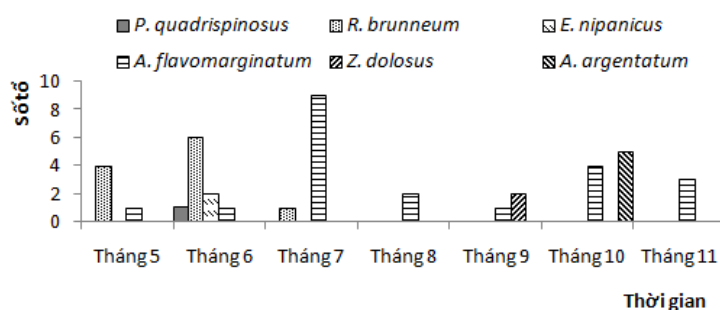 P. quadrispinosus R. brunneum E. nipanicus
A. flavomarginatum Z. dolosus A. argentatum
Số tổ
10
8
6
4
2
0
Tháng 5 Tháng 6 Tháng 7 Tháng 8 Tháng 9 Tháng 10 Tháng 11
Thời gian